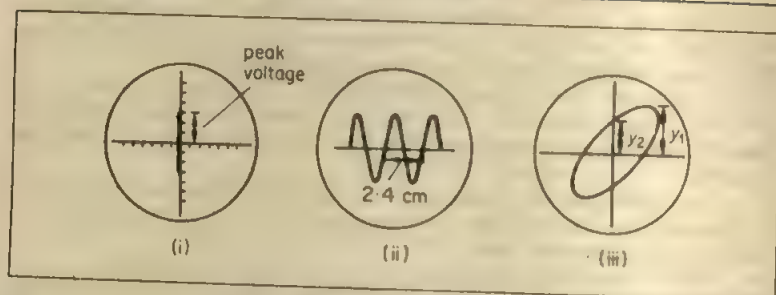 peak
voltage
y₂
y₁
2·4 cm
(i)
(ii)
(iii)